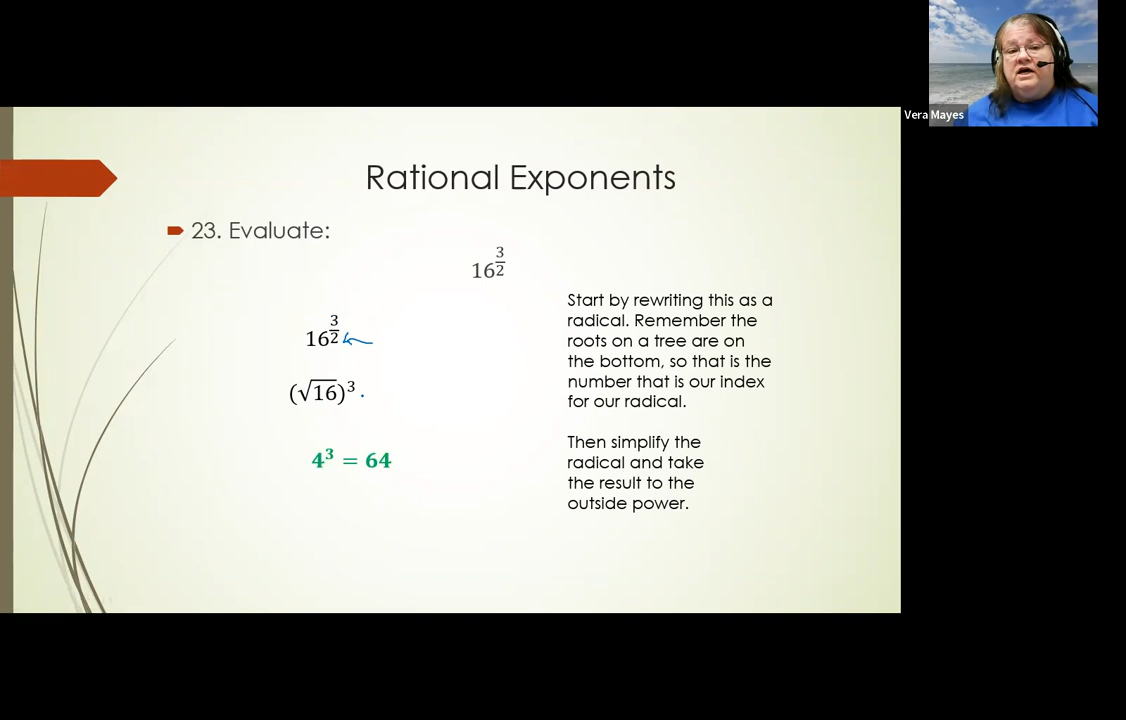 Vera Mayes
Rational Exponents
23. Evaluate:
16^{3/2}
16^{3/2}
(√16)^3
4^3 = 64
Start by rewriting this as a
radical. Remember the
roots on a tree are on
the bottom, so that is the
number that is our index
for our radical.
Then simplify the
radical and take
the result to the
outside power.